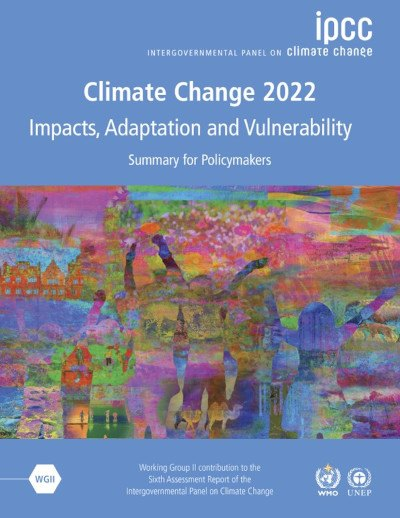 ipcc
INTERGOVERNMENTAL PANEL ON climate change
Climate Change 2022
Impacts, Adaptation and Vulnerability
Summary for Policymakers
WGII
Working Group II contribution to the
Sixth Assessment Report of the
Intergovernmental Panel on Climate Change
WMO
UNEP